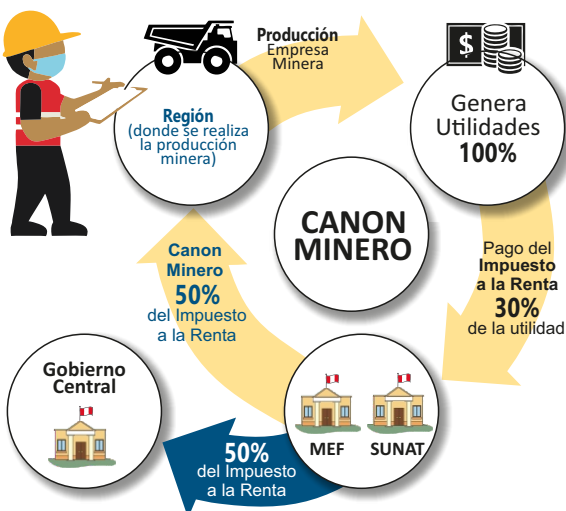 Producción
Empresa
Minera
$
Región
(donde se realiza
la producción
minera)
Genera
Utilidades
100%
CANON
MINERO
Canon
Minero
50%
del Impuesto
a la Renta
Pago del
Impuesto
a la Renta
30%
de la utilidad
Gobierno
Central
MEF
SUNAT
50%
del Impuesto
a la Renta